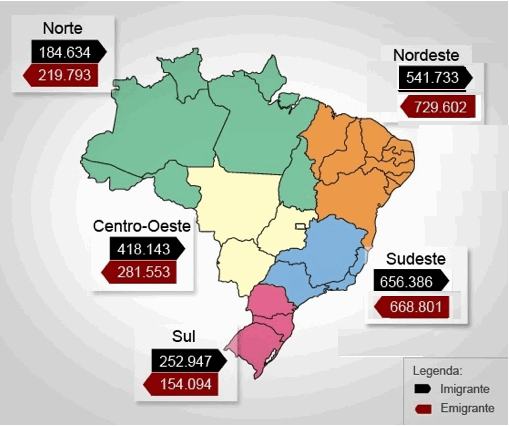 Norte
184.634
219.793
Nordeste
541.733
729.602
Centro-Oeste
418.143
281.553
Sudeste
656.386
668.801
Sul
252.947
154.094
Legenda:
Imigrante
Emigrante